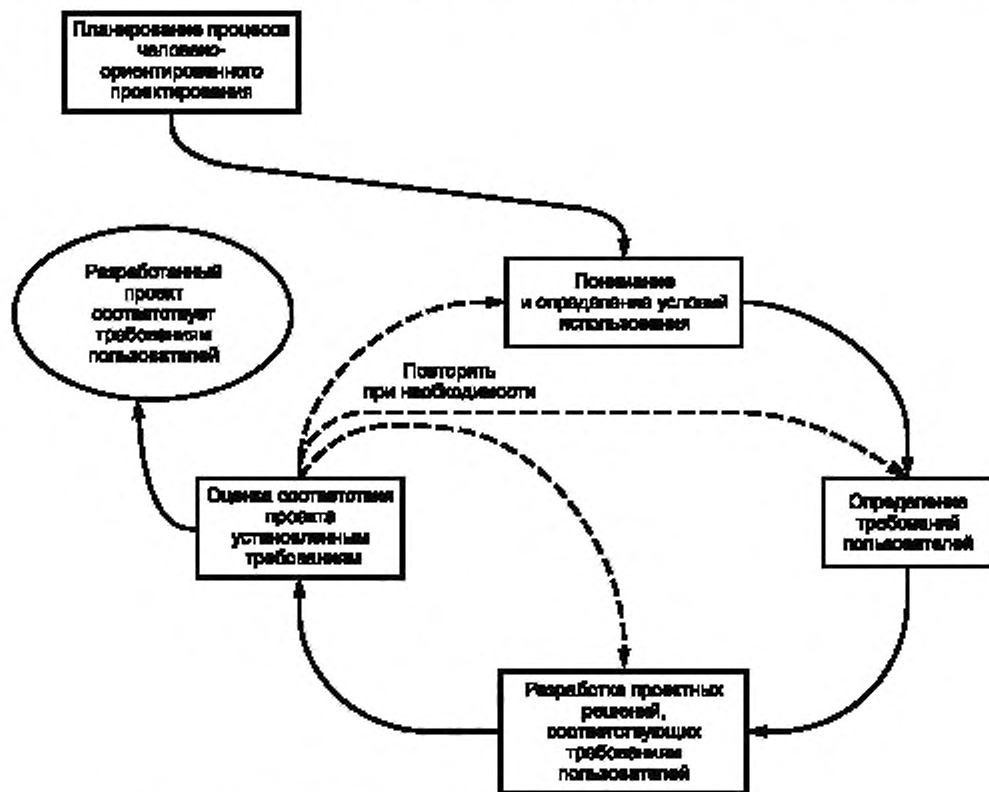 Планирование процесса
человеко-
ориентированного
проектирования
Понимание
и определение условий
использования
Разработанный
проект
соответствует
требованиям
пользователей
Повторять
при необходимости
Оценка соответствия
проекта
установленным
требованиям
Определение
требований
пользователей
Разработка проектных
решений,
соответствующих
требованиям
пользователей